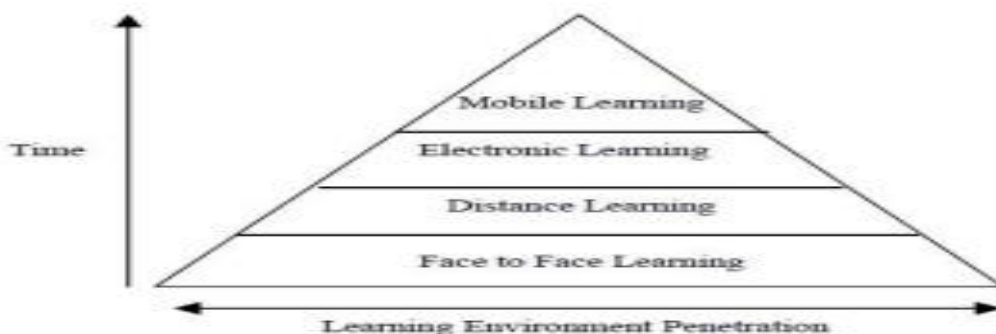 Mobile Learning
Time
Electronic Learning
Distance Learning
Face to Face Learning
Learning Environment Penetration